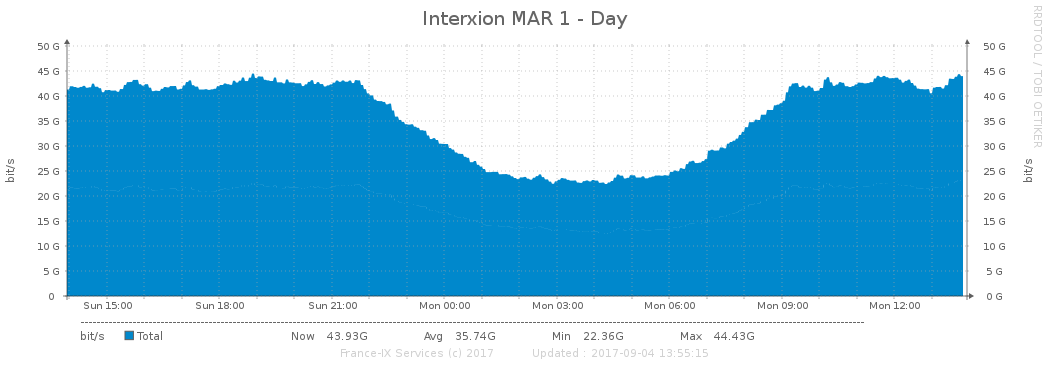 Interxion MAR 1 - Day
RRDTOOL / TOBI OETIKER
bit/s
50 G 50 G
45 G 45 G
40 G 40 G
35 G 35 G
30 G 30 G
25 G 25 G
20 G 20 G
15 G 15 G
10 G 10 G
5 G 5 G
0 0 G
bit/s
Sun 15:00 Sun 18:00 Sun 21:00 Mon 00:00 Mon 03:00 Mon 06:00 Mon 09:00 Mon 12:00
bit/s Total Now 43.93G Avg 35.74G Min 22.36G Max 44.43G
France-IX Services (c) 2017 Updated : 2017-09-04 13:55:15